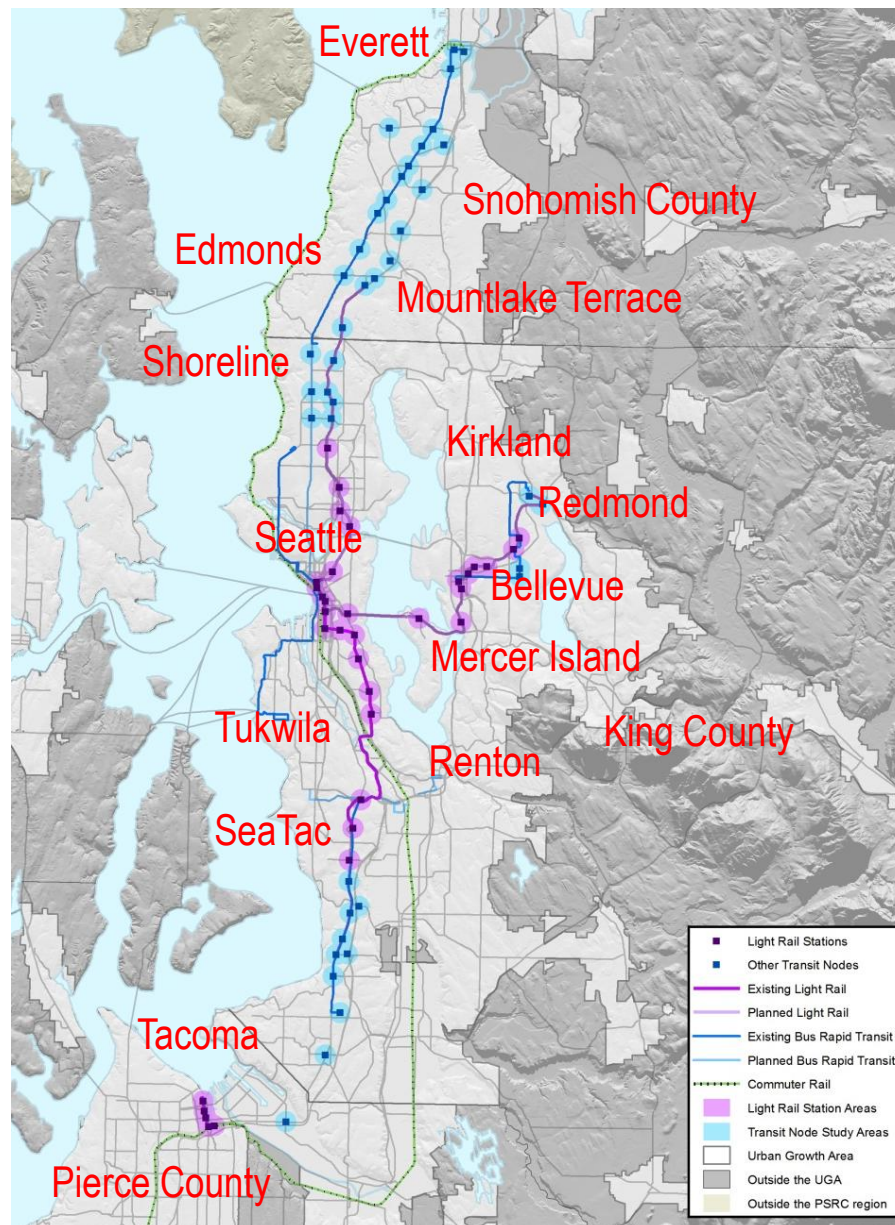 Everett
Snohomish County
Edmonds
Mountlake Terrace
Shoreline
Kirkland
Redmond
Seattle
Bellevue
Mercer Island
Tukwila
King County
Renton
SeaTac
Tacoma
Pierce County
Light Rail Stations
Other Transit Nodes
Existing Light Rail
Planned Light Rail
Existing Bus Rapid Transit
Planned Bus Rapid Transit
Commuter Rail
Light Rail Station Areas
Transit Node Study Areas
Urban Growth Area
Outside the UGA
Outside the PSRC region